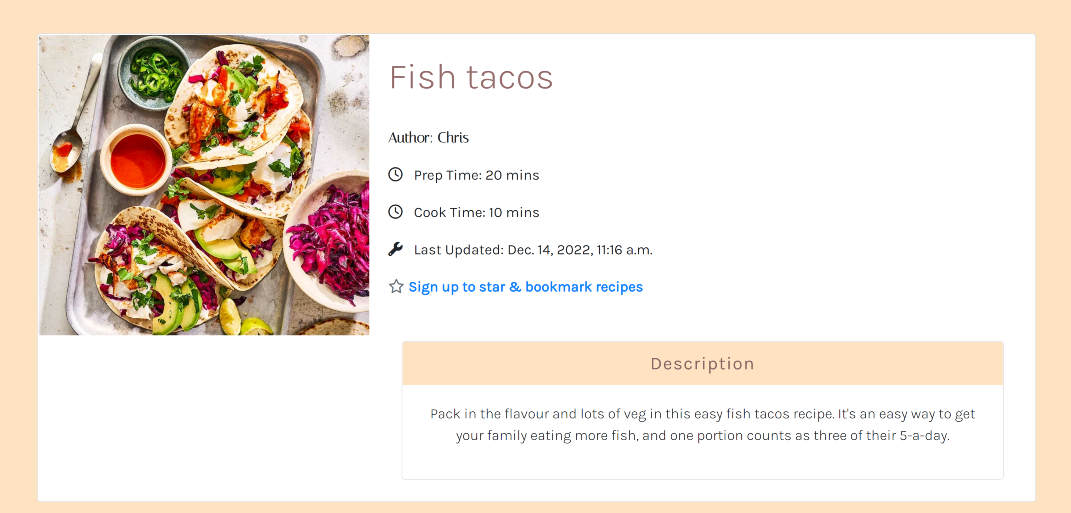 Fish tacos
Author: Chris
Prep Time: 20 mins
Cook Time: 10 mins
Last Updated: Dec. 14, 2022, 11:16 a.m.
Sign up to star & bookmark recipes
Description
Pack in the flavour and lots of veg in this easy fish tacos recipe. It's an easy way to get
your family eating more fish, and one portion counts as three of their 5-a-day.